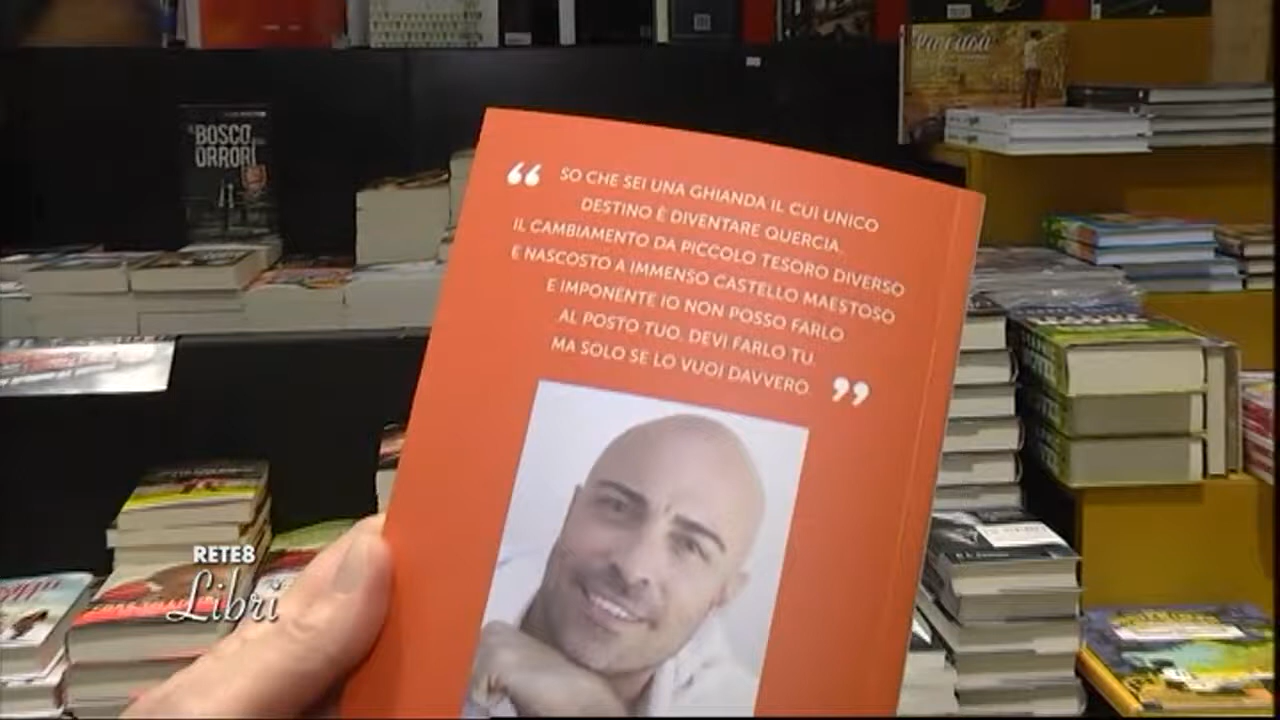 BOSCO
ORRORI
“ SO CHE SEI UNA GHIANDA IL CUI UNICO
DESTINO È DIVENTARE QUERCIA.
IL CAMBIAMENTO DA PICCOLO TESORO DIVERSO
E NASCOSTO A IMMENSO CASTELLO MAESTOSO
E IMPONENTE IO NON POSSO FARLO
AL POSTO TUO. DEVI FARLO TU.
MA SOLO SE LO VUOI DAVVERO ”
RETE8
Libri